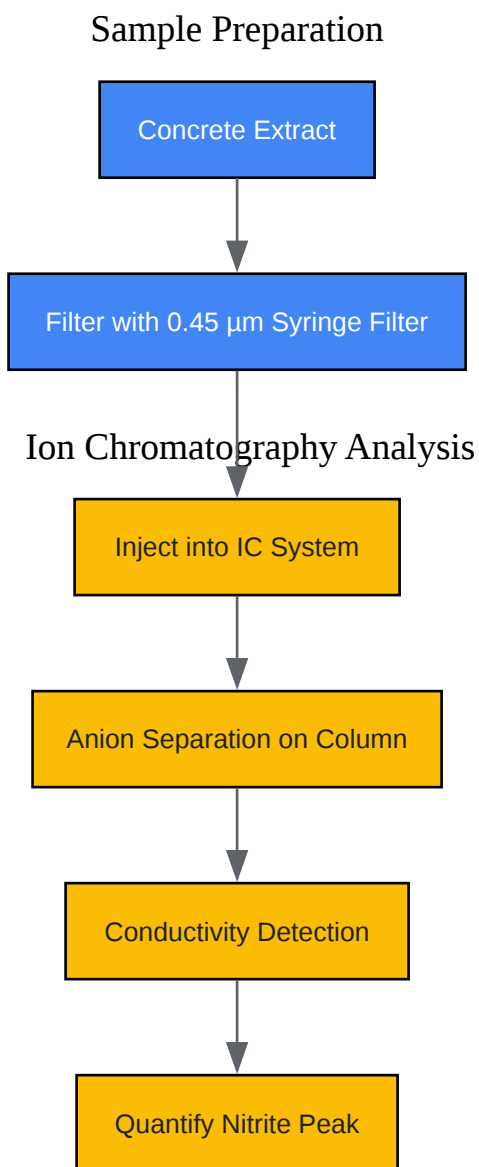 Sample Preparation
Concrete Extract
Filter with 0.45 µm Syringe Filter
Ion Chromatography Analysis
Inject into IC System
Anion Separation on Column
Conductivity Detection
Quantify Nitrite Peak